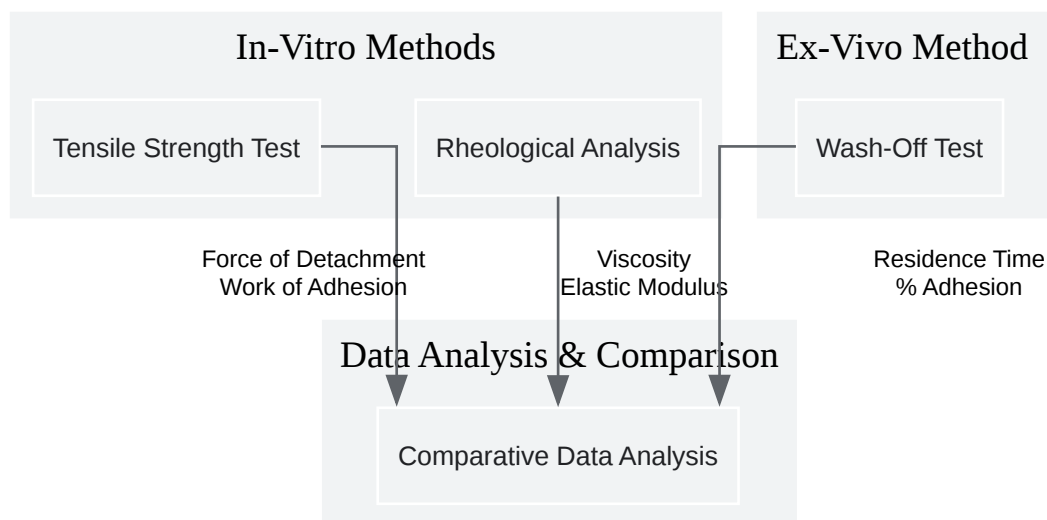 In-Vitro Methods
Ex-Vivo Method
Tensile Strength Test
Rheological Analysis
Wash-Off Test
Force of Detachment
Work of Adhesion
Viscosity
Elastic Modulus
Residence Time
% Adhesion
Data Analysis & Comparison
Comparative Data Analysis